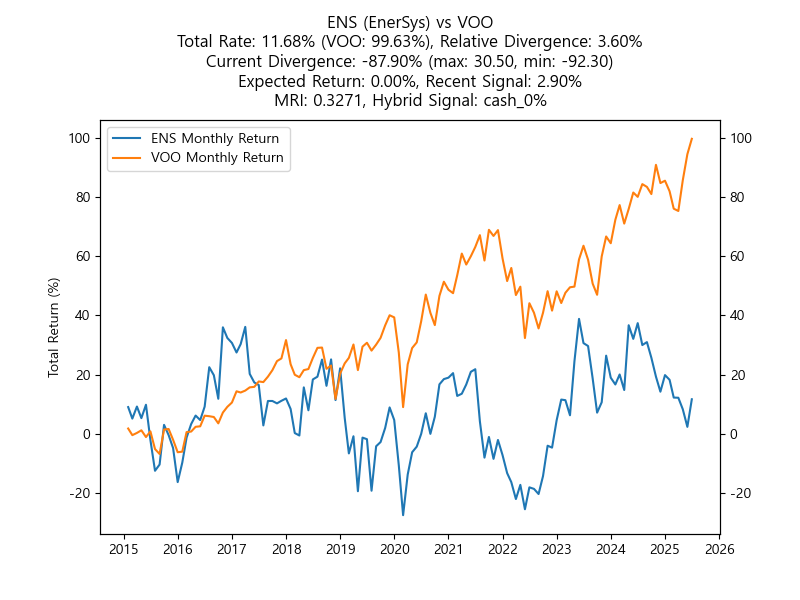 ENS (EnerSys) vs VOO
Total Rate: 11.68% (VOO: 99.63%), Relative Divergence: 3.60%
Current Divergence: -87.90% (max: 30.50, min: -92.30)
Expected Return: 0.00%, Recent Signal: 2.90%
MRI: 0.3271, Hybrid Signal: cash_0%
ENS Monthly Return
VOO Monthly Return
Total Return (%)
100
80
60
40
20
0
-20
100
80
60
40
20
0
-20
2015 2016 2017 2018 2019 2020 2021 2022 2023 2024 2025 2026